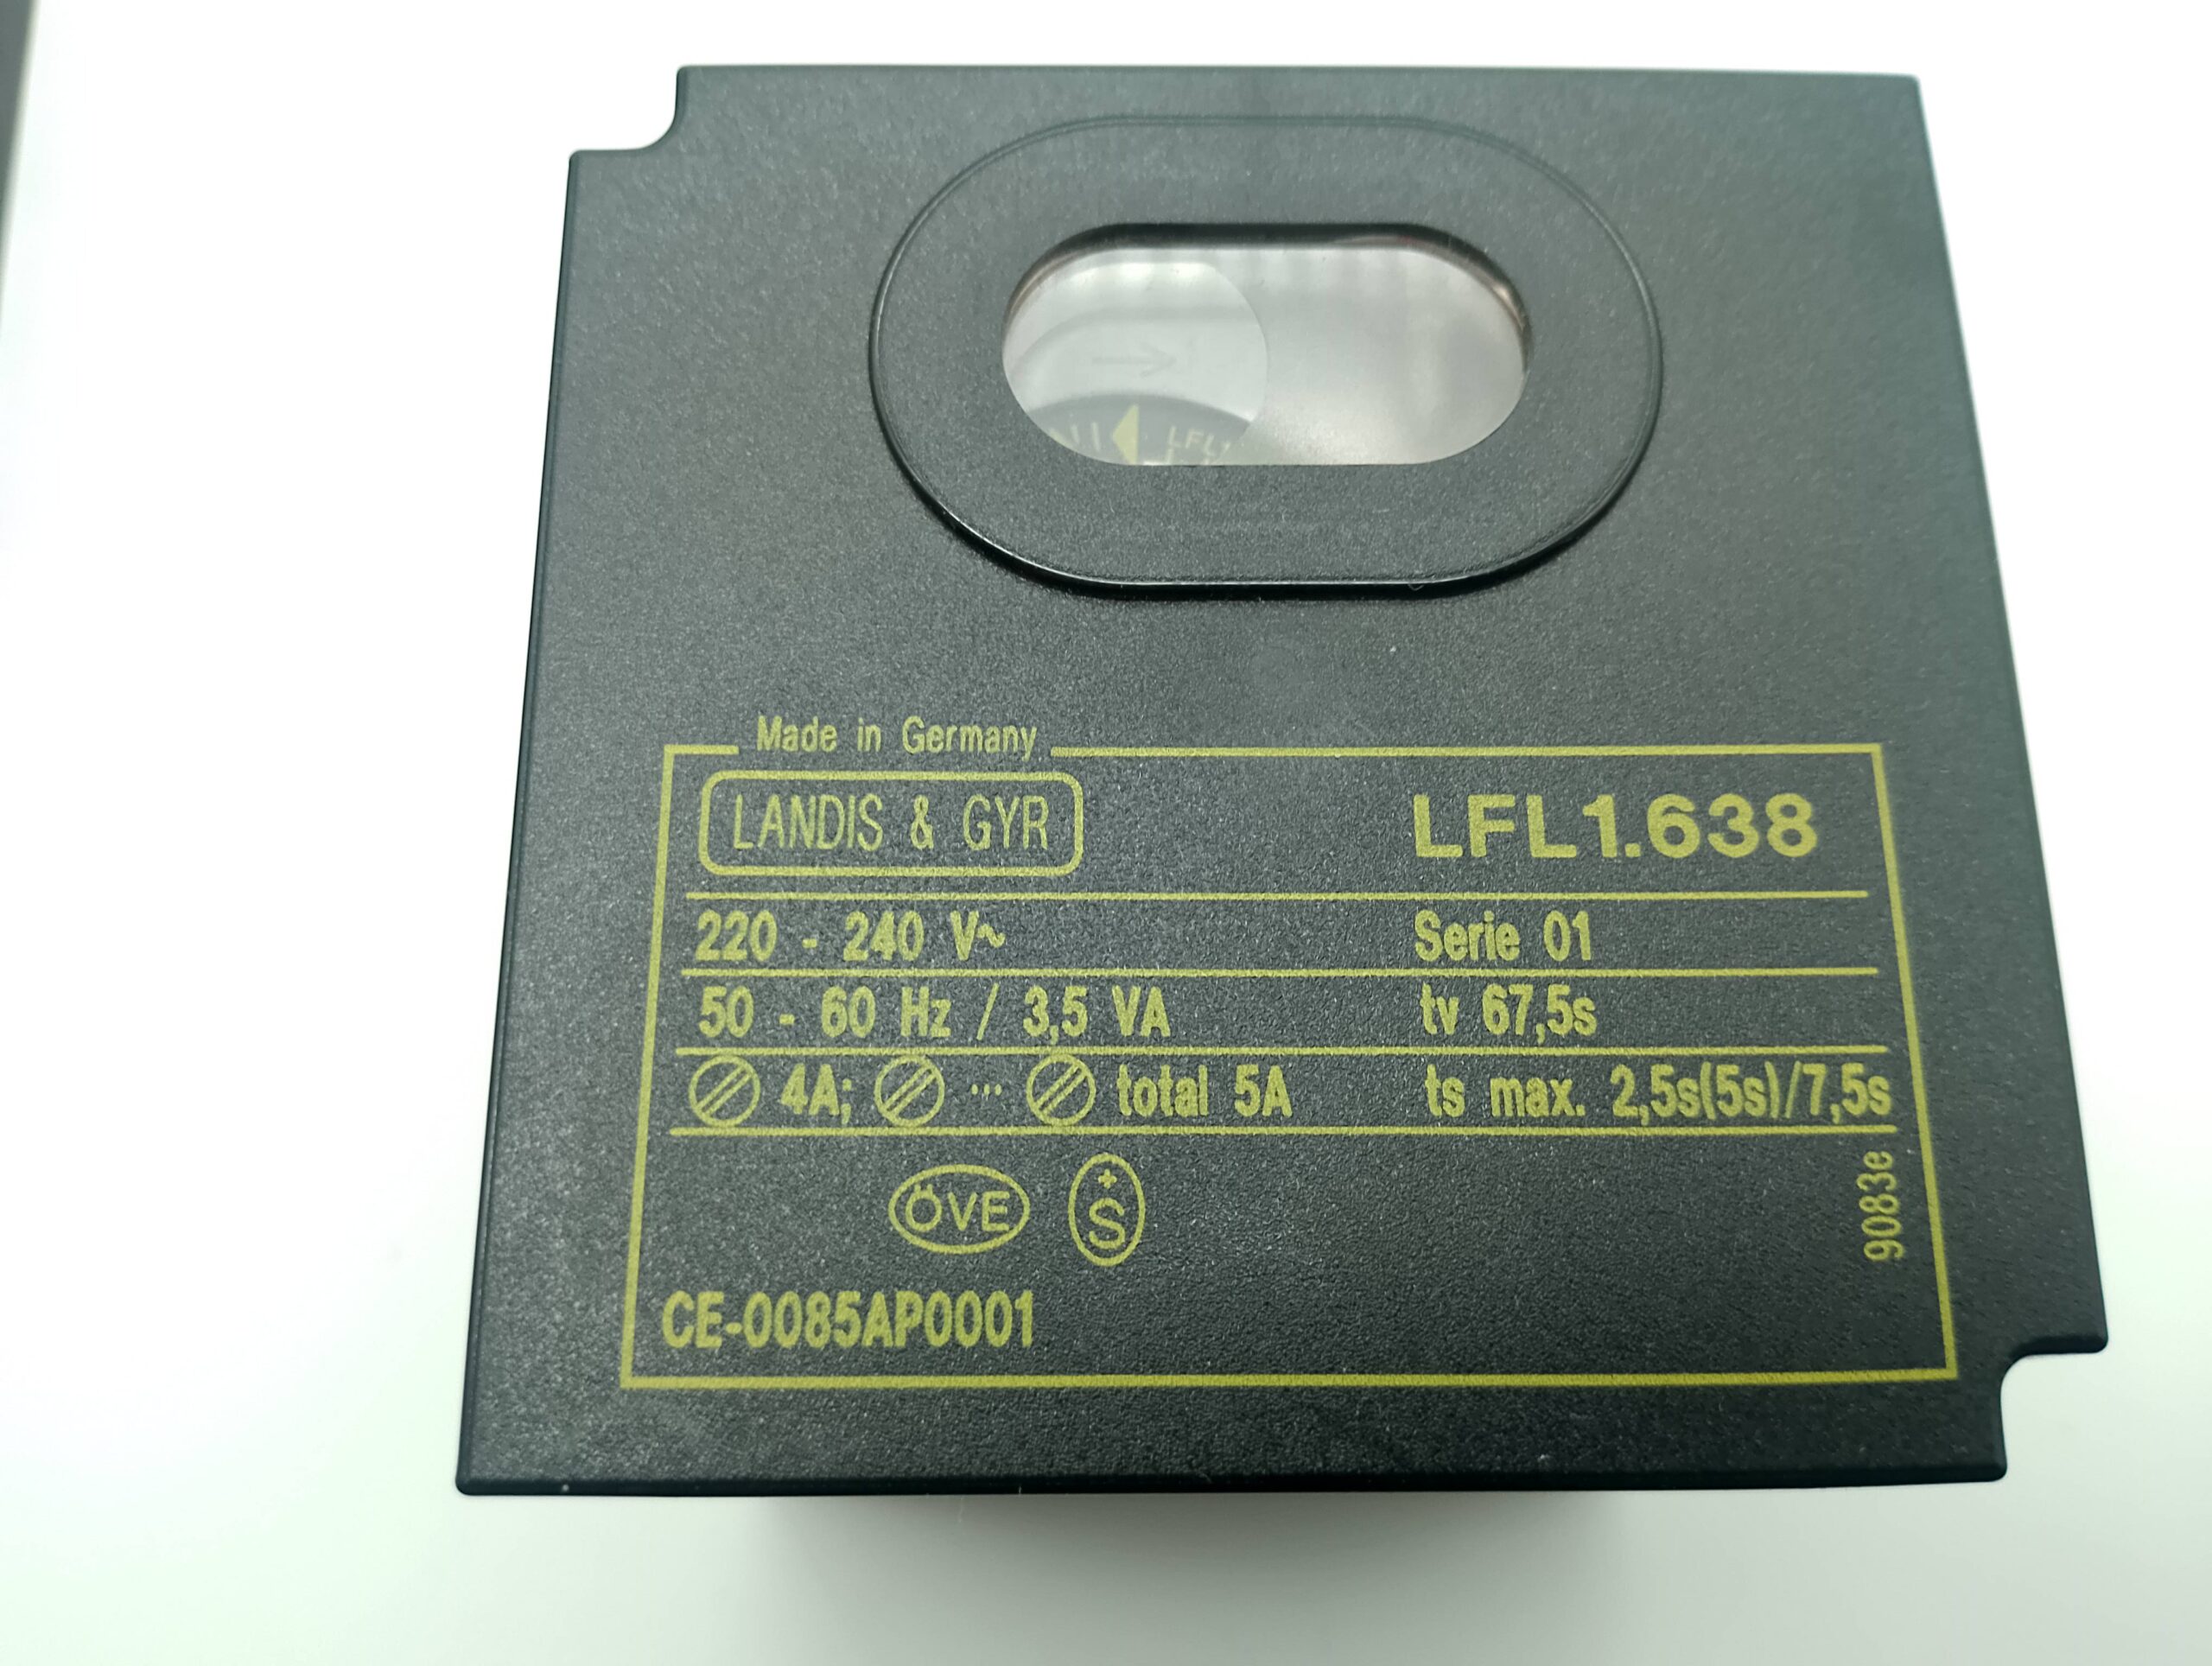 LFL1
Made in Germany
LANDIS & GYR LFL1.638
220 - 240 V~ Serie 01
50 - 60 Hz / 3,5 VA tv 67,5s
4A; ... total 5A ts max. 2,5s(5s)/7,5s
ÖVE +S
9083e
CE-0085AP0001